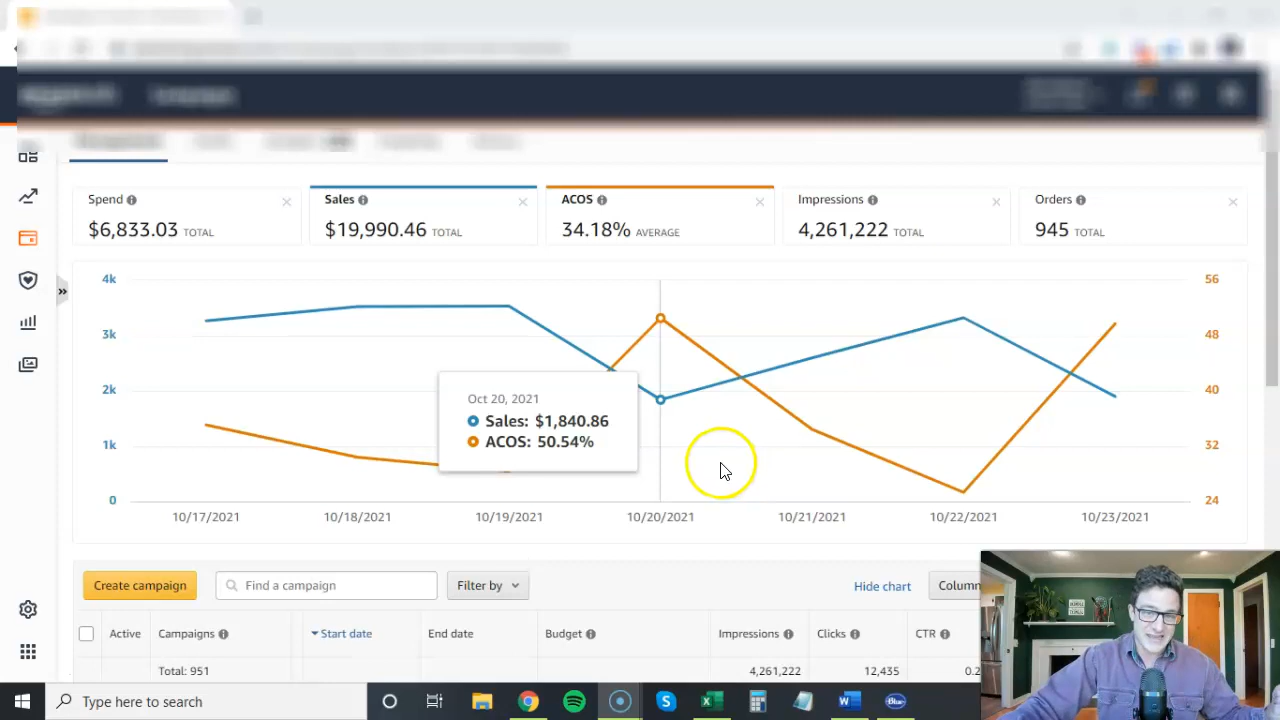 Spend
Sales
ACOS
Impressions
Orders
$6,833.03 TOTAL
$19,990.46 TOTAL
34.18% AVERAGE
4,261,222 TOTAL
945 TOTAL
4k
56
3k
48
2k
40
1k
32
0
24
Oct 20, 2021
Sales: $1,840.86
ACOS: 50.54%
10/17/2021
10/18/2021
10/19/2021
10/20/2021
10/21/2021
10/22/2021
10/23/2021
Create campaign
Find a campaign
Filter by
Hide chart
Column
Active
Campaigns
Start date
End date
Budget
Impressions
Clicks
CTR
Total: 951
4,261,222
12,435
0.2
Type here to search